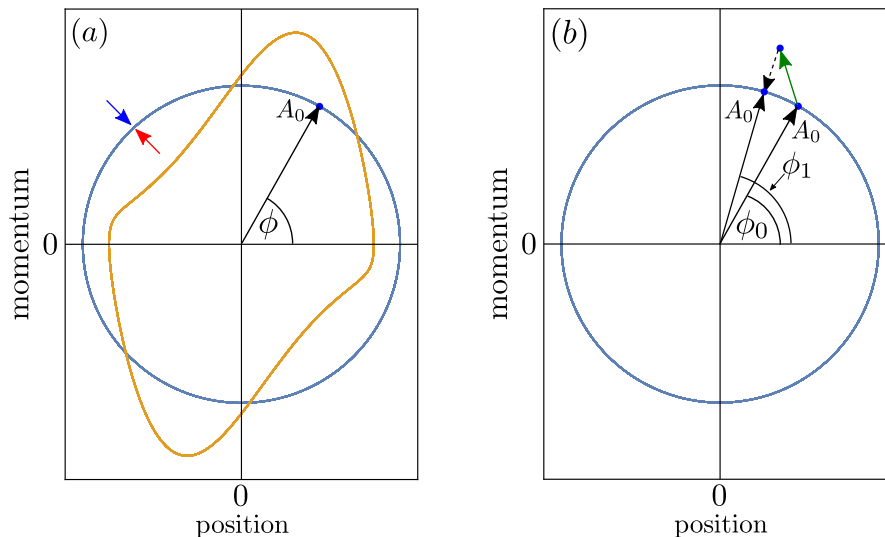 (a)
A₀
ϕ
0
momentum
0
position
(b)
A₀
A₀
ϕ₁
ϕ₀
0
momentum
0
position